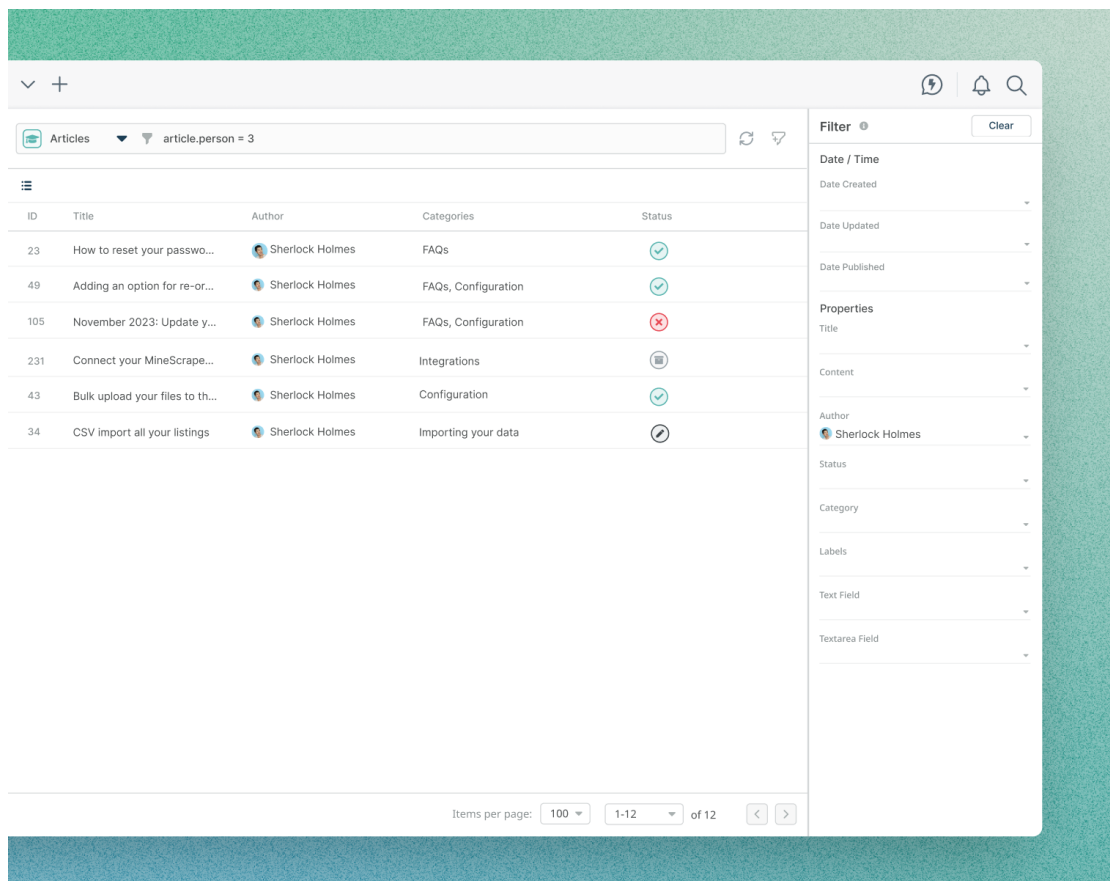 Articles article.person = 3
ID Title Author Categories Status
23 How to reset your passwo... Sherlock Holmes FAQs
49 Adding an option for re-or... Sherlock Holmes FAQs, Configuration
105 November 2023: Update y... Sherlock Holmes FAQs, Configuration
231 Connect your MineScrape... Sherlock Holmes Integrations
43 Bulk upload your files to th... Sherlock Holmes Configuration
34 CSV import all your listings Sherlock Holmes Importing your data
Items per page: 100 1-12 of 12
Filter Clear
Date / Time
Date Created
Date Updated
Date Published
Properties
Title
Content
Author
Sherlock Holmes
Status
Category
Labels
Text Field
Textarea Field